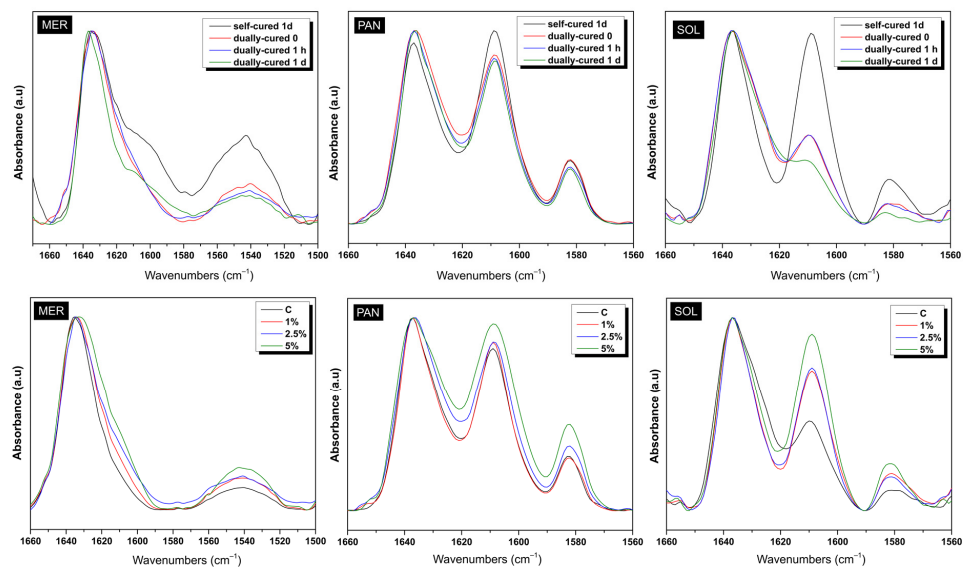 MER
self-cured 1d
dually-cured 0
dually-cured 1 h
dually-cured 1 d
Absorbance (a.u)
1660 1640 1620 1600 1580 1560 1540 1520 1500
Wavenumbers (cm⁻¹)
PAN
self-cured 1d
dually-cured 0
dually-cured 1 h
dually-cured 1 d
Absorbance (a.u)
1660 1640 1620 1600 1580 1560
Wavenumbers (cm⁻¹)
SOL
self-cured 1d
dually-cured 0
dually-cured 1 h
dually-cured 1 d
Absorbance (a.u)
1660 1640 1620 1600 1580 1560
Wavenumbers (cm⁻¹)
MER
C
1%
2.5%
5%
Absorbance (a.u)
1660 1640 1620 1600 1580 1560 1540 1520 1500
Wavenumbers (cm⁻¹)
PAN
C
1%
2.5%
5%
Absorbance (a.u)
1660 1640 1620 1600 1580 1560
Wavenumbers (cm⁻¹)
SOL
C
1%
2.5%
5%
Absorbance (a.u)
1660 1640 1620 1600 1580 1560
Wavenumbers (cm⁻¹)